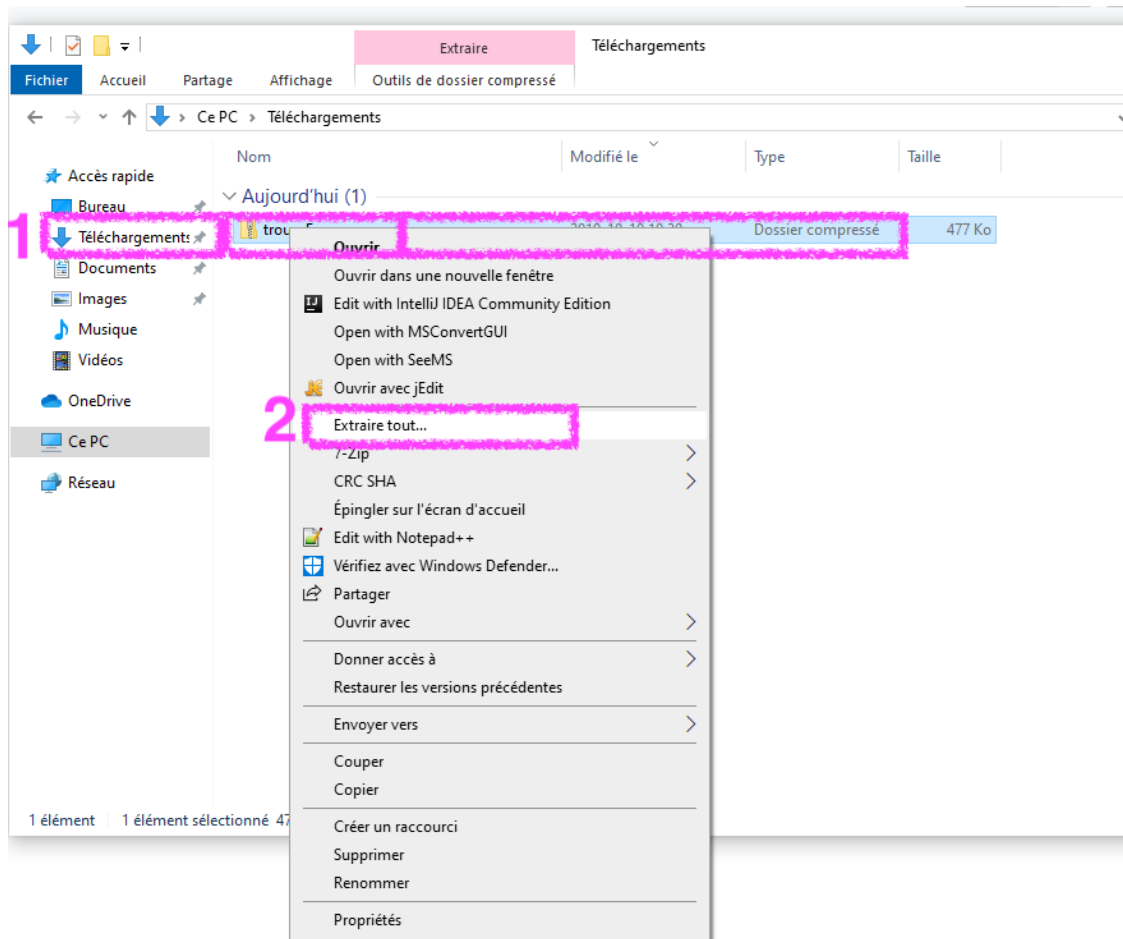 Extraire
Téléchargements
Fichier
Accueil
Partage
Affichage
Outils de dossier compressé
Ce PC
Téléchargements
Nom
Modifié le
Type
Taille
Accès rapide
Bureau
Téléchargements
Documents
Images
Musique
Vidéos
OneDrive
Ce PC
Réseau
Aujourd'hui (1)
Dossier compressé
477 Ko
1
2
Ouvrir
Ouvrir dans une nouvelle fenêtre
Edit with IntelliJ IDEA Community Edition
Open with MSConvertGUI
Open with SeeMS
Ouvrir avec jEdit
Extraire tout...
7-Zip
CRC SHA
Épingler sur l'écran d'accueil
Edit with Notepad++
Vérifiez avec Windows Defender...
Partager
Ouvrir avec
Donner accès à
Restaurer les versions précédentes
Envoyer vers
Couper
Copier
Créer un raccourci
Supprimer
Renommer
Propriétés
1 élément
1 élément sélectionné 47